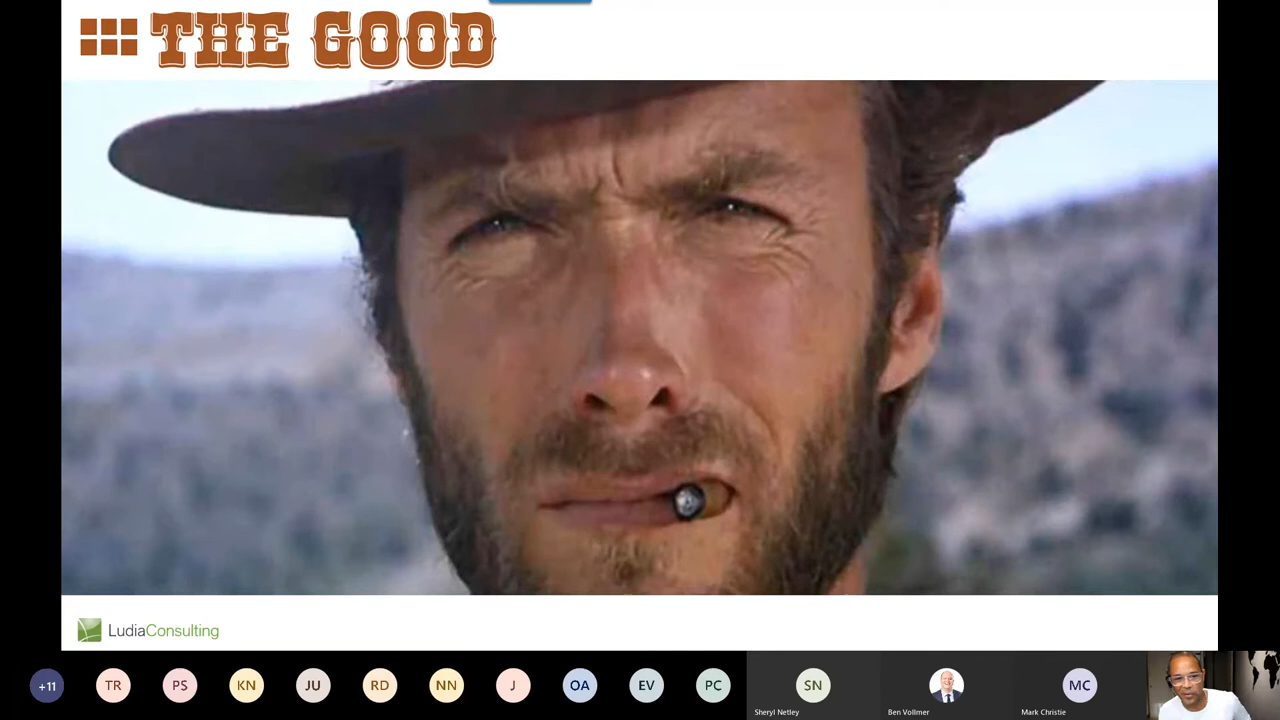 THE GOOD
LudiaConsulting
+11
TR
PS
KN
JU
RD
NN
J
OA
EV
PC
SN
MC
Sheryl Netley
Ben Vollmer
Mark Christie